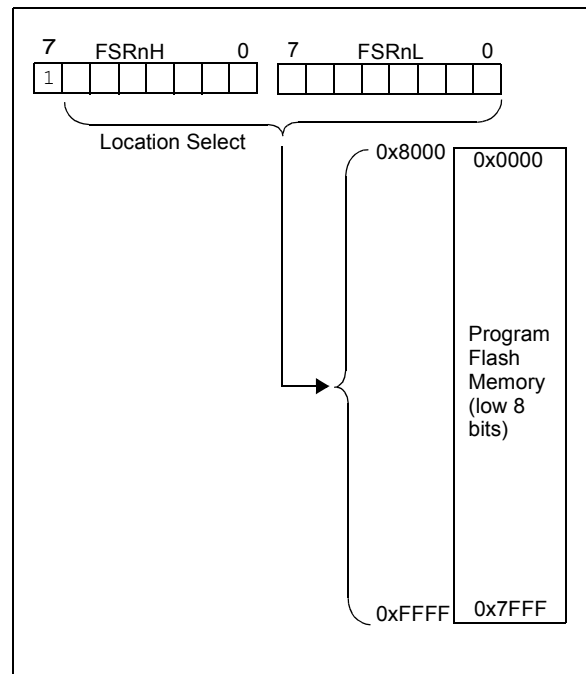 7 FSRnH 0 7 FSRnL 0
1
Location Select
0x8000 0x0000
Program
Flash
Memory
(low 8
bits)
0xFFFF 0x7FFF